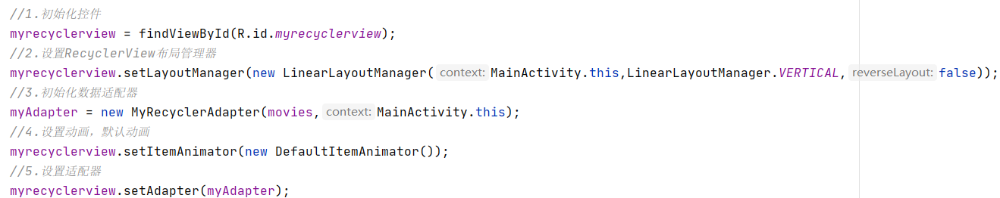 //1.初始化控件
myrecyclerview = findViewById(R.id.myrecyclerview);
//2.设置RecyclerView布局管理器
myrecyclerview.setLayoutManager(new LinearLayoutManager( context: MainActivity.this,LinearLayoutManager.VERTICAL, reverseLayout: false));
//3.初始化数据适配器
myAdapter = new MyRecyclerAdapter(movies, context: MainActivity.this);
//4.设置动画，默认动画
myrecyclerview.setItemAnimator(new DefaultItemAnimator());
//5.设置适配器
myrecyclerview.setAdapter(myAdapter);